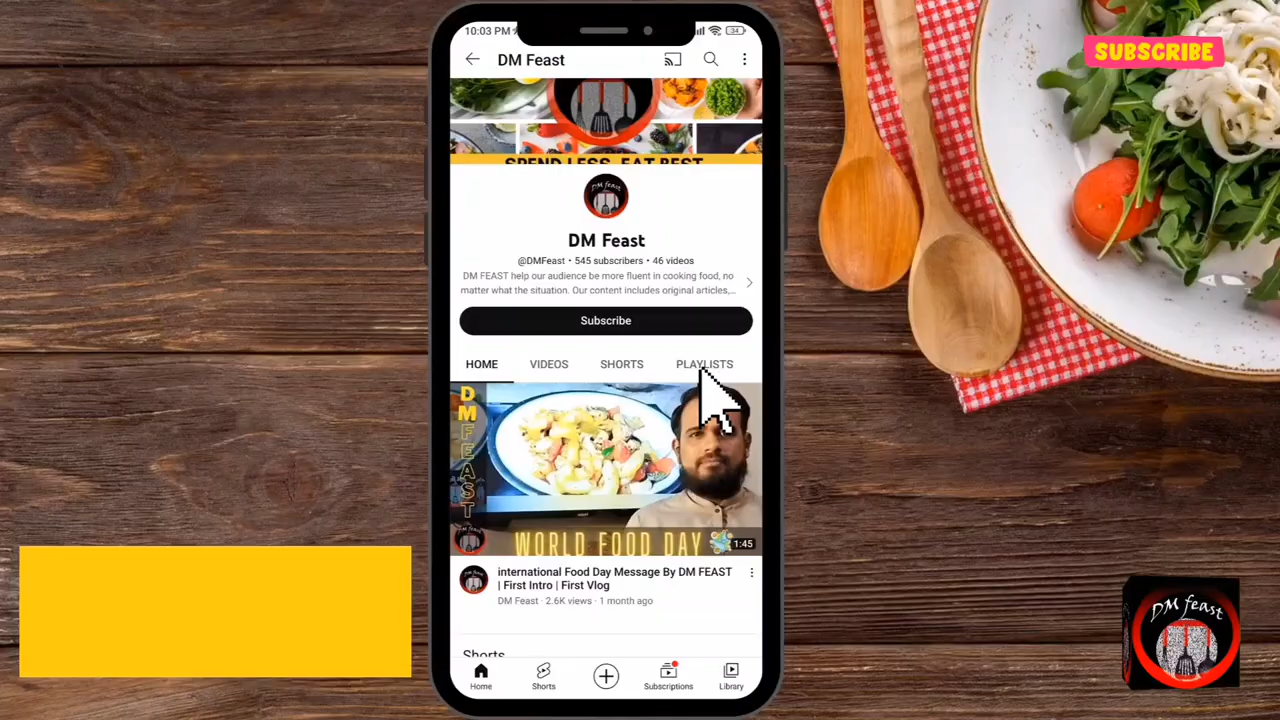 10:03 PM
34
DM Feast
SUBSCRIBE
SPEND LESS, EAT BEST
DM feast
DM Feast
@DMFeast • 545 subscribers • 46 videos
DM FEAST help our audience be more fluent in cooking food, no
matter what the situation. Our content includes original articles,...
Subscribe
HOME VIDEOS SHORTS PLAYLISTS
DM FEAST
WORLD FOOD DAY
1:45
international Food Day Message By DM FEAST
| First Intro | First Vlog
DM Feast · 2.6K views · 1 month ago
Shorts
Home Shorts Subscriptions Library
DM feast